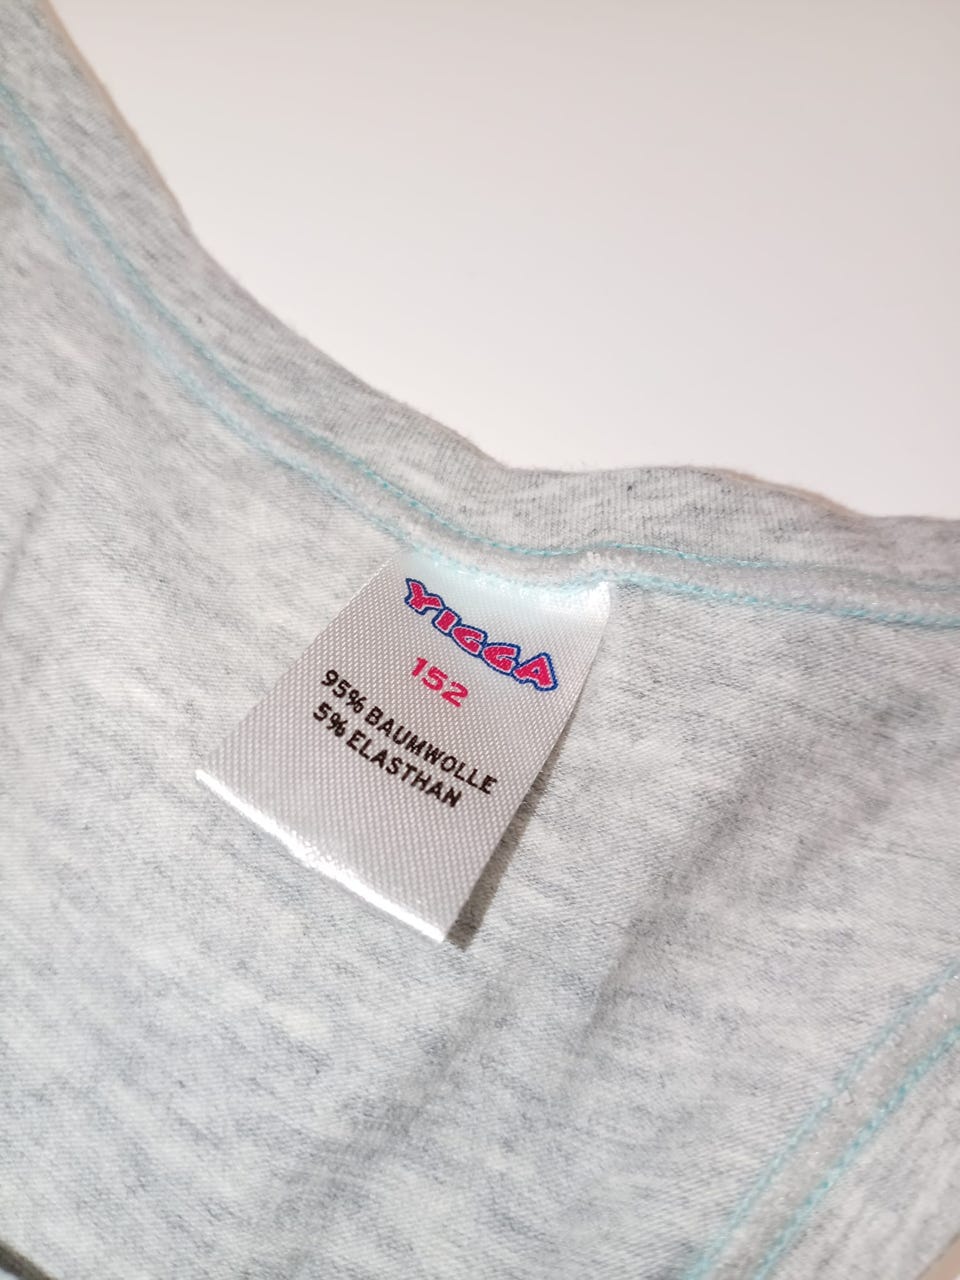 YIGGA
152
95% BAUMWOLLE
5% ELASTHAN